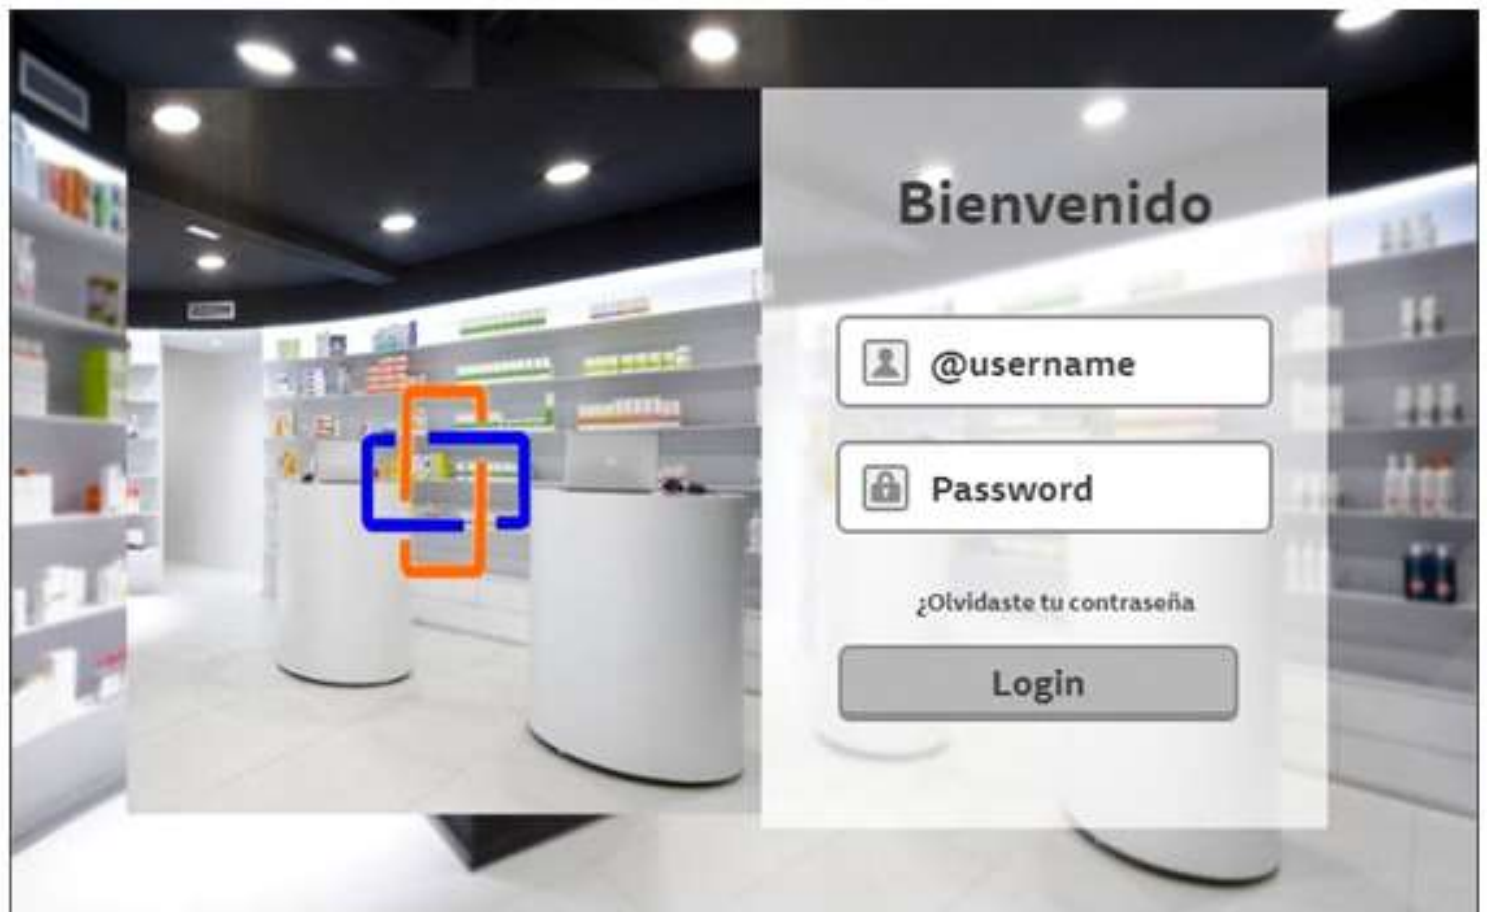 Bienvenido
@username
Password
¿Olvidaste tu contraseña
Login